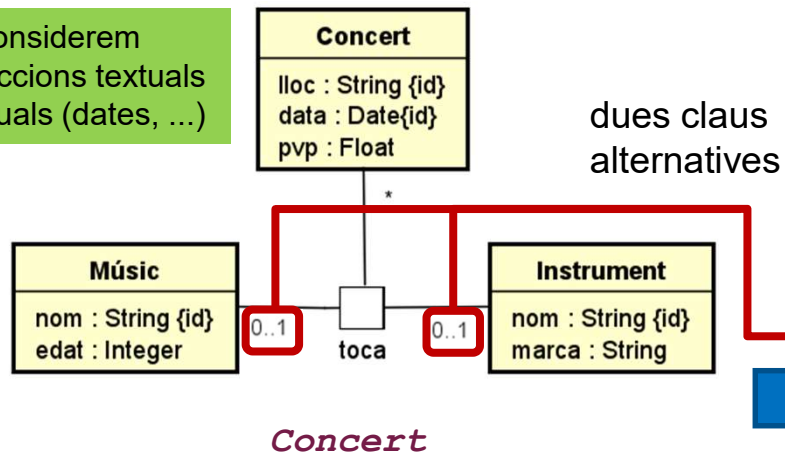 onsiderem
ccions textuals
uals (dates, ...)
Concert
lloc : String {id}
data : Date{id}
pvp : Float
dues claus
alternatives
*
Músic
nom : String {id}
edat : Integer
0..1
toca
0..1
Instrument
nom : String {id}
marca : String
Concert